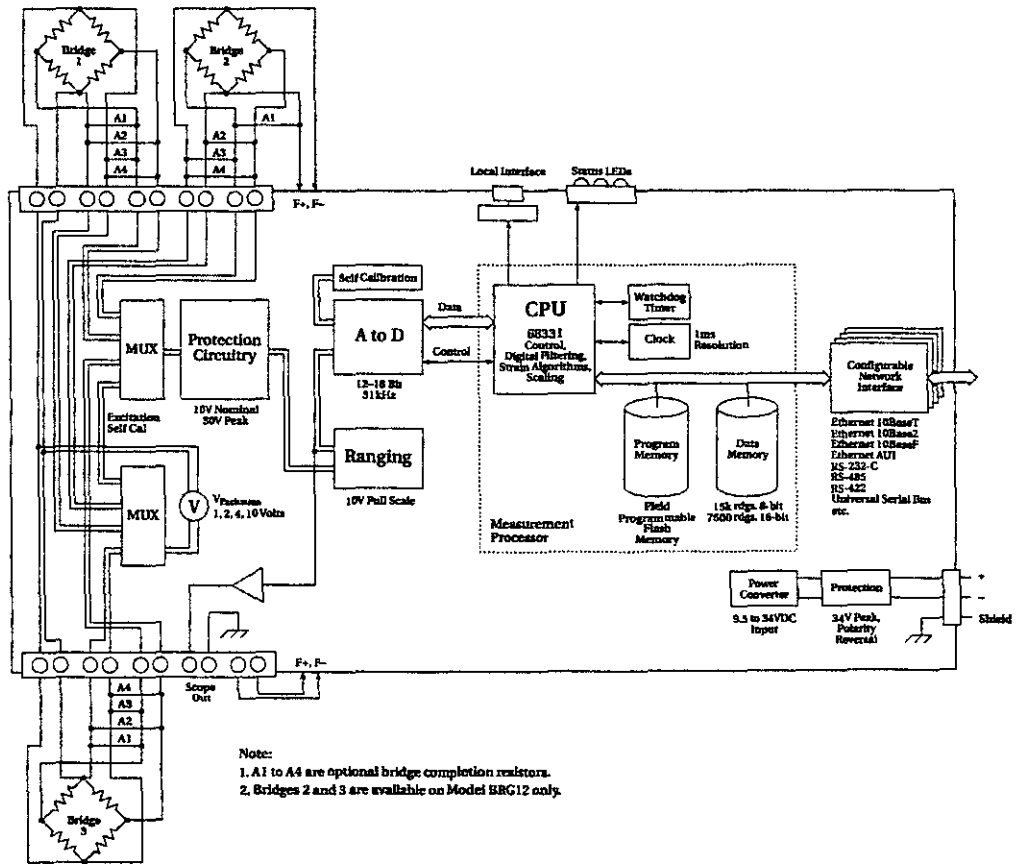 Bridge
1
Bridge
2
A1
A2
A3
A4
A1
A2
A3
A4
F+, F−
Local Interface
Status LEDs
Self Calibration
A to D
12–16 Bit
31kHz
Data
Control
CPU
68331
Control,
Digital Filtering,
Strain Algorithms,
Scaling
Watchdog
Timer
Clock
1ms
Resolution
MUX
Protection
Circuitry
10V Nominal
30V Peak
Excitation
Self Cal
Ranging
10V Full Scale
Configurable
Network
Interface
Ethernet 10BaseT
Ethernet 10Base2
Ethernet 10BaseF
Ethernet AUI
RS-232-C
RS-485
RS-422
Universal Serial Bus
etc.
Program
Memory
Field
Programmable
Flash
Memory
Data
Memory
15k rdgs. 8-bit
7500 rdgs. 16-bit
Measurement
Processor
MUX
V
1, 2, 4, 10 Volts
Power
Converter
9.5 to 34VDC
Input
Protection
34V Peak,
Polarity
Reversal
+
−
Shield
F+, F−
Scope
Out
A4
A3
A2
A1
Bridge
3
Note:
1. A1 to A4 are optional bridge completion resistors.
2. Bridges 2 and 3 are available on Model BRG12 only.